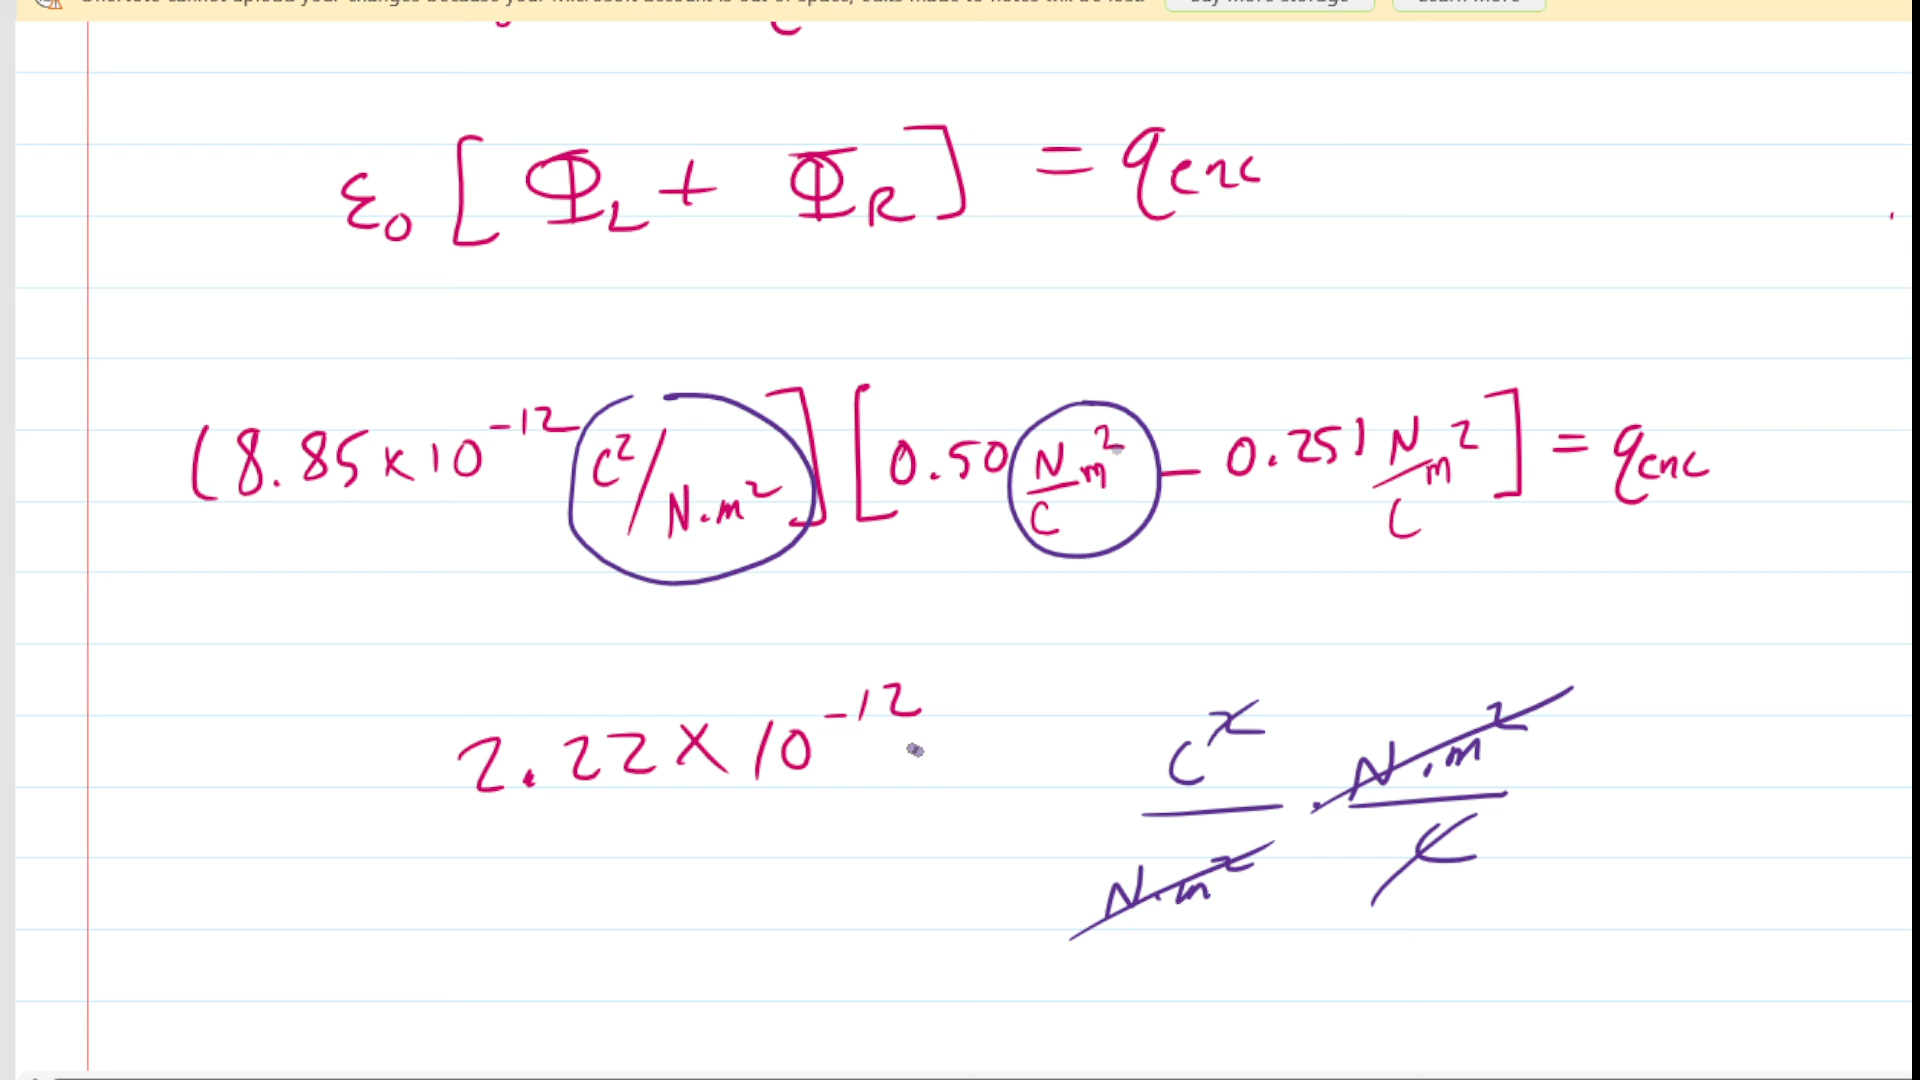 ε₀ [ Φ_L + Φ_R ] = q_enc
(8.85 x 10⁻¹² C²/N.m² ] [ 0.50 N/C m² - 0.251 N/C m² ] = q_enc
2.22 x 10⁻¹² C²/N.m² . N.m²/C